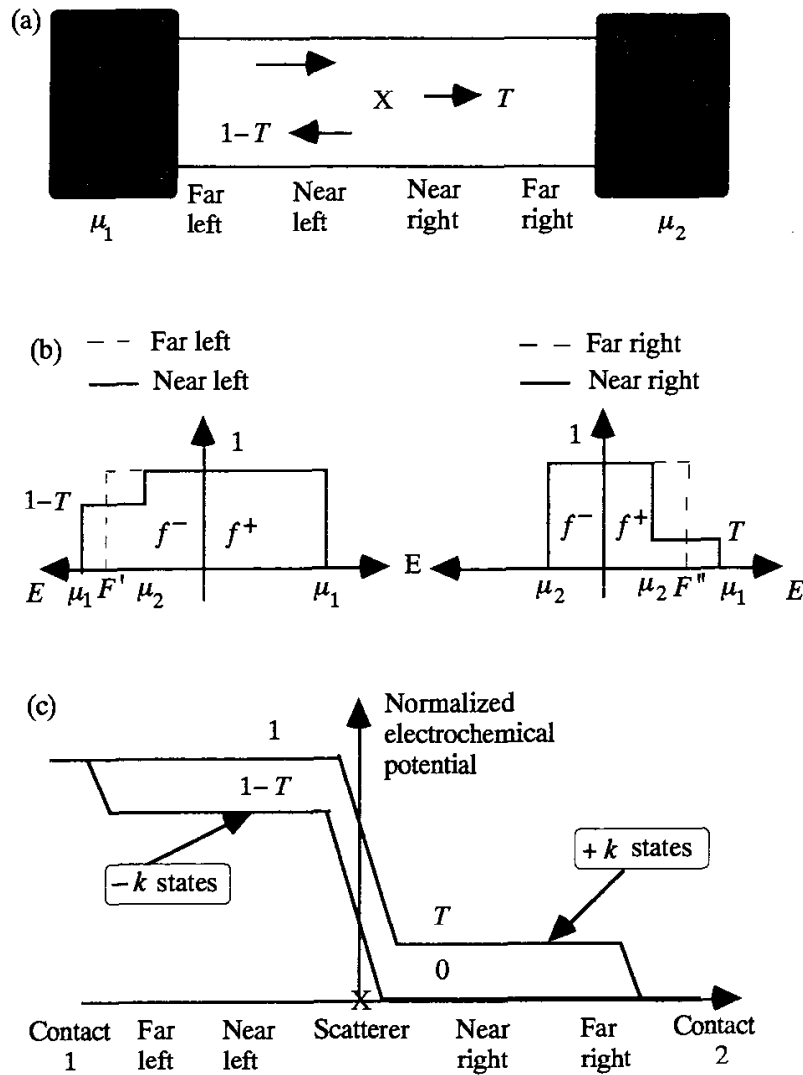 (a)
X
T
1–T
Far left
Near left
Near right
Far right
μ1
μ2
(b)
– – Far left
Near left
– – Far right
Near right
1
1–T
f−
f+
E
μ1
F'
μ2
μ1
E
1
f−
f+
T
μ2
μ2
F"
μ1
E
(c)
Normalized
electrochemical
potential
1
1–T
–k states
+k states
T
0
X
Contact 1
Far left
Near left
Scatterer
Near right
Far right
Contact 2